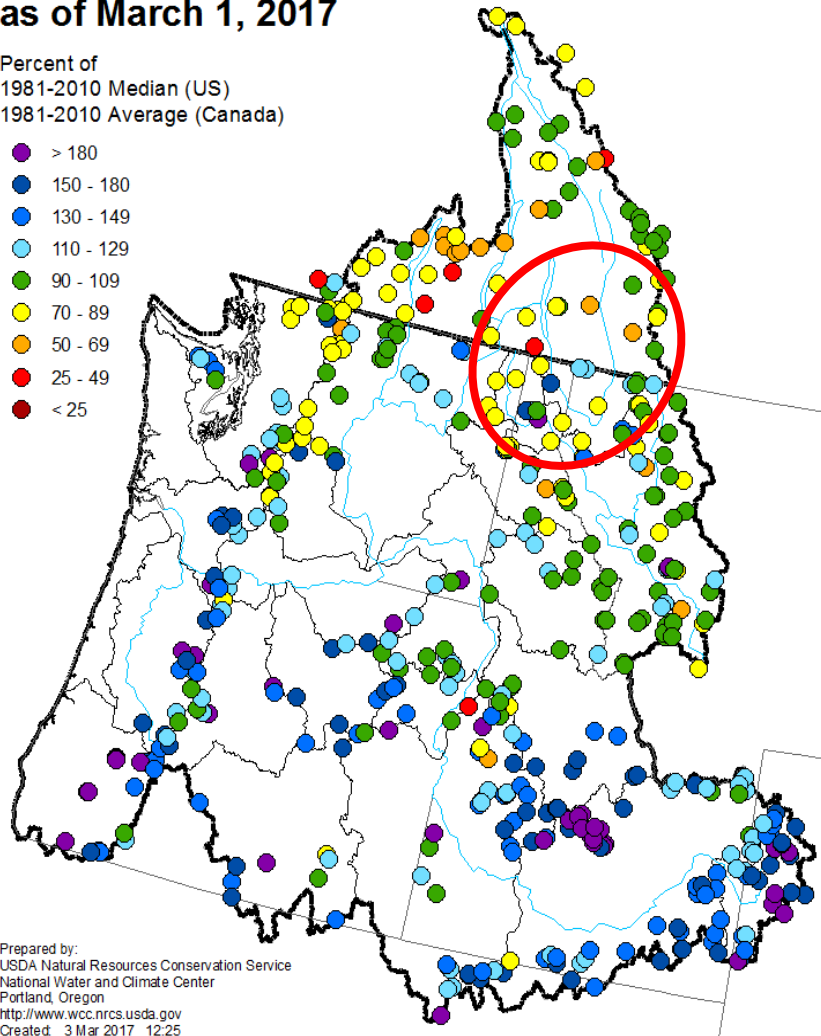 as of March 1, 2017
Percent of
1981-2010 Median (US)
1981-2010 Average (Canada)
> 180
150 - 180
130 - 149
110 - 129
90 - 109
70 - 89
50 - 69
25 - 49
< 25
Prepared by:
USDA Natural Resources Conservation Service
National Water and Climate Center
Portland, Oregon
http://www.wcc.nrcs.usda.gov
Created: 3 Mar 2017 12:25